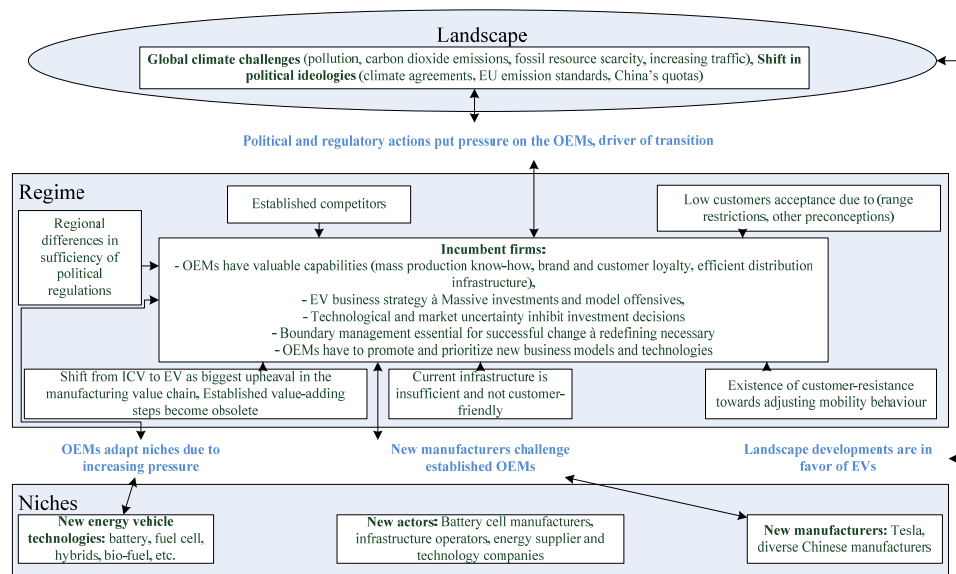 Landscape
Global climate challenges (pollution, carbon dioxide emissions, fossil resource scarcity, increasing traffic), Shift in
political ideologies (climate agreements, EU emission standards, China's quotas)
Political and regulatory actions put pressure on the OEMs, driver of transition
Regime
Regional
differences in
sufficiency of
political
regulations
Established competitors
Low customers acceptance due to (range
restrictions, other preconceptions)
Incumbent firms:
- OEMs have valuable capabilities (mass production know-how, brand and customer loyalty, efficient distribution
infrastructure),
- EV business strategy à Massive investments and model offensives,
- Technological and market uncertainty inhibit investment decisions
- Boundary management essential for successful change à redefining necessary
- OEMs have to promote and prioritize new business models and technologies
Shift from ICV to EV as biggest upheaval in the
manufacturing value chain, Established value-adding
steps become obsolete
Current infrastructure is
insufficient and not customer-
friendly
Existence of customer-resistance
towards adjusting mobility behaviour
OEMs adapt niches due to
increasing pressure
New manufacturers challenge
established OEMs
Landscape developments are in
favor of EVs
Niches
New energy vehicle
technologies: battery, fuel cell,
hybrids, bio-fuel, etc.
New actors: Battery cell manufacturers,
infrastructure operators, energy supplier and
technology companies
New manufacturers: Tesla,
diverse Chinese manufacturers